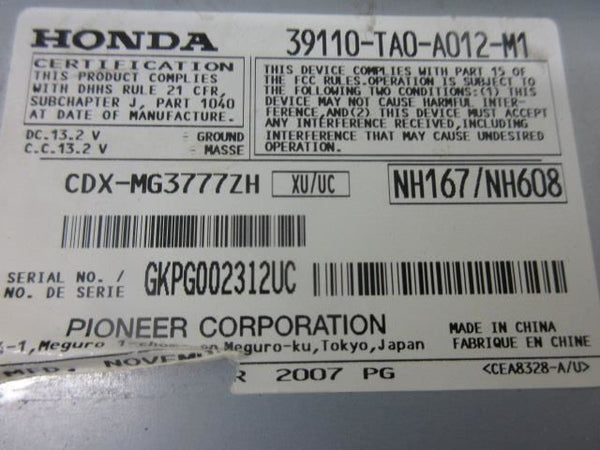 HONDA 39110-TA0-A012-M1
CERTIFICATION
THIS PRODUCT COMPLIES
WITH DHHS RULE 21 CFR,
SUBCHAPTER J, PART 1040
AT DATE OF MANUFACTURE.
THIS DEVICE COMPLIES WITH PART 15 OF
THE FCC RULES.OPERATION IS SUBJECT TO
THE FOLLOWING TWO CONDITIONS:(1) THIS
DEVICE MAY NOT CAUSE HARMFUL INTER-
FERENCE,AND(2) THIS DEVICE MUST ACCEPT
ANY INTERFERENCE RECEIVED,INCLUDING
INTERFERENCE THAT MAY CAUSE UNDESIRED
OPERATION.
DC.13.2 V GROUND
C.C.13.2 V MASSE
CDX-MG3777ZH XU/UC NH167/NH608
SERIAL NO. /
NO. DE SERIE GKPG002312UC
PIONEER CORPORATION
-1,Meguro Meguro-ku,Tokyo,Japan
MADE IN CHINA
FABRIQUE EN CHINE
MFD. NOVEM
R 2007 PG <CEA8328-A/U>